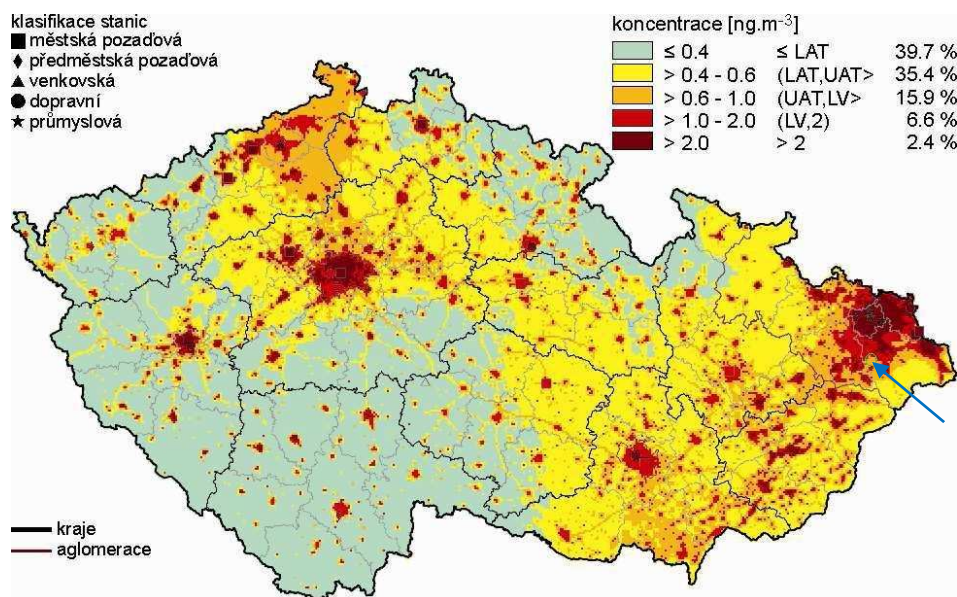 klasifikace stanic
městská pozaďová
předměstská pozaďová
venkovská
dopravní
průmyslová
koncentrace [ng.m-3]
≤ 0.4 ≤ LAT 39.7 %
> 0.4 - 0.6 (LAT,UAT> 35.4 %
> 0.6 - 1.0 (UAT,LV> 15.9 %
> 1.0 - 2.0 (LV,2) 6.6 %
> 2.0 > 2 2.4 %
kraje
aglomerace